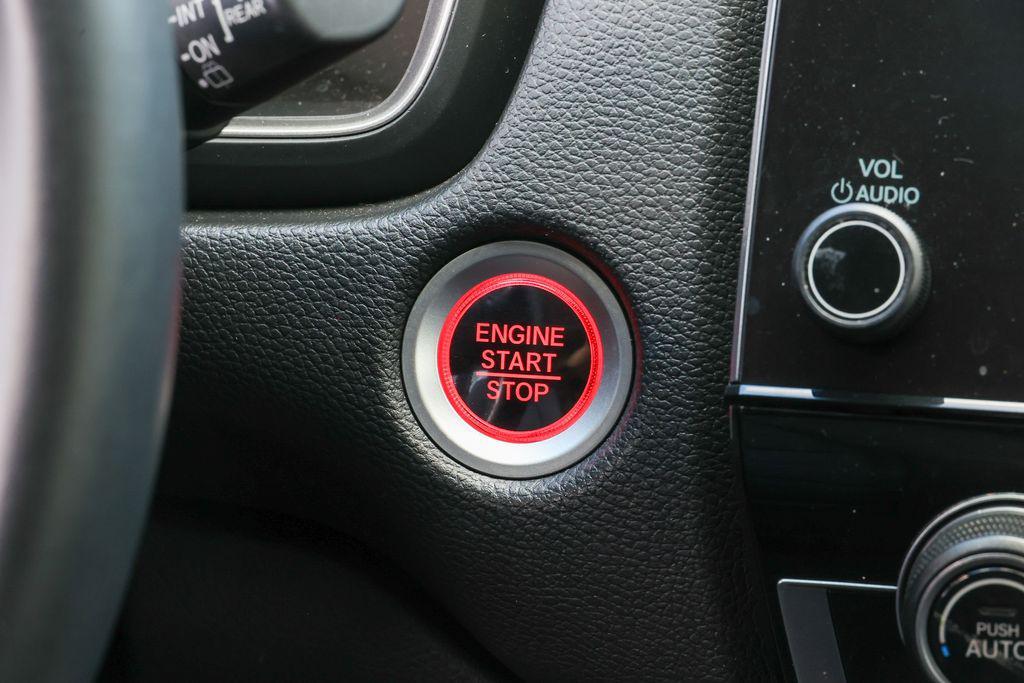 INT
REAR
ON
VOL
AUDIO
ENGINE
START
STOP
PUSH
AUTO